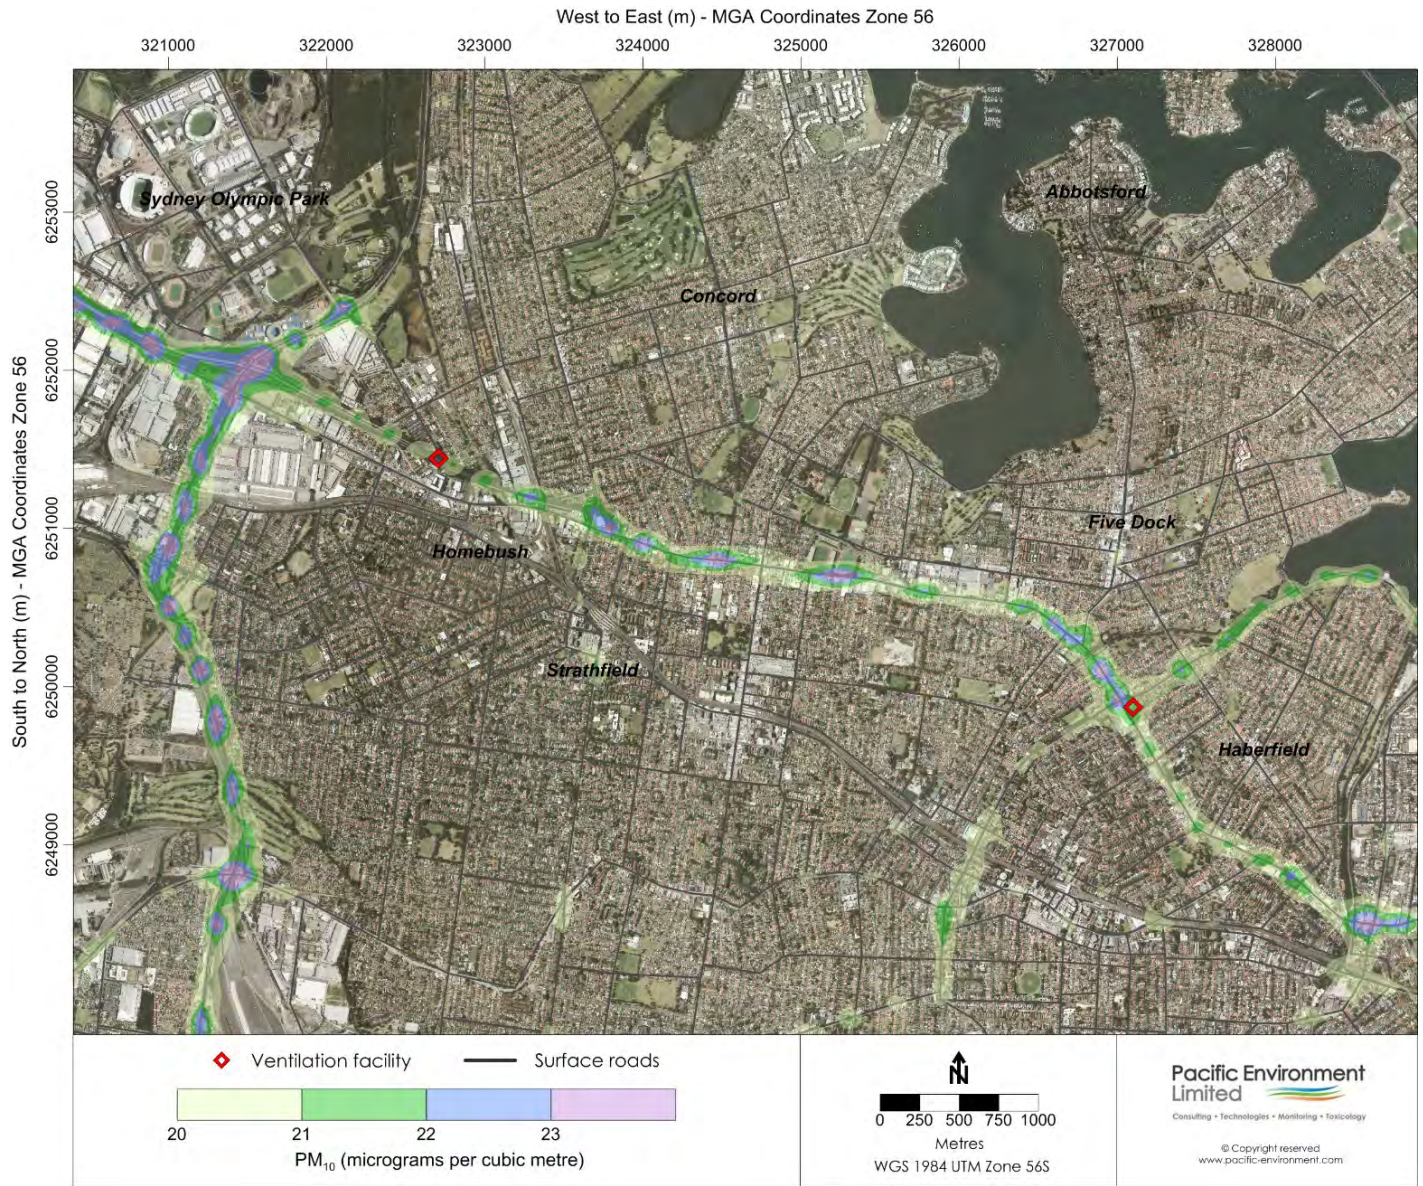 West to East (m) - MGA Coordinates Zone 56
321000 322000 323000 324000 325000 326000 327000 328000
South to North (m) - MGA Coordinates Zone 56
6253000
6252000
6251000
6250000
6249000
Sydney Olympic Park
Abbotsford
Concord
Five Dock
Homebush
Strathfield
Haberfield
Ventilation facility
Surface roads
20 21 22 23
PM₁₀ (micrograms per cubic metre)
N
0 250 500 750 1000
Metres
WGS 1984 UTM Zone 56S
Pacific Environment
Limited
Consulting • Technologies • Monitoring • Toxicology
© Copyright reserved
www.pacific-environment.com